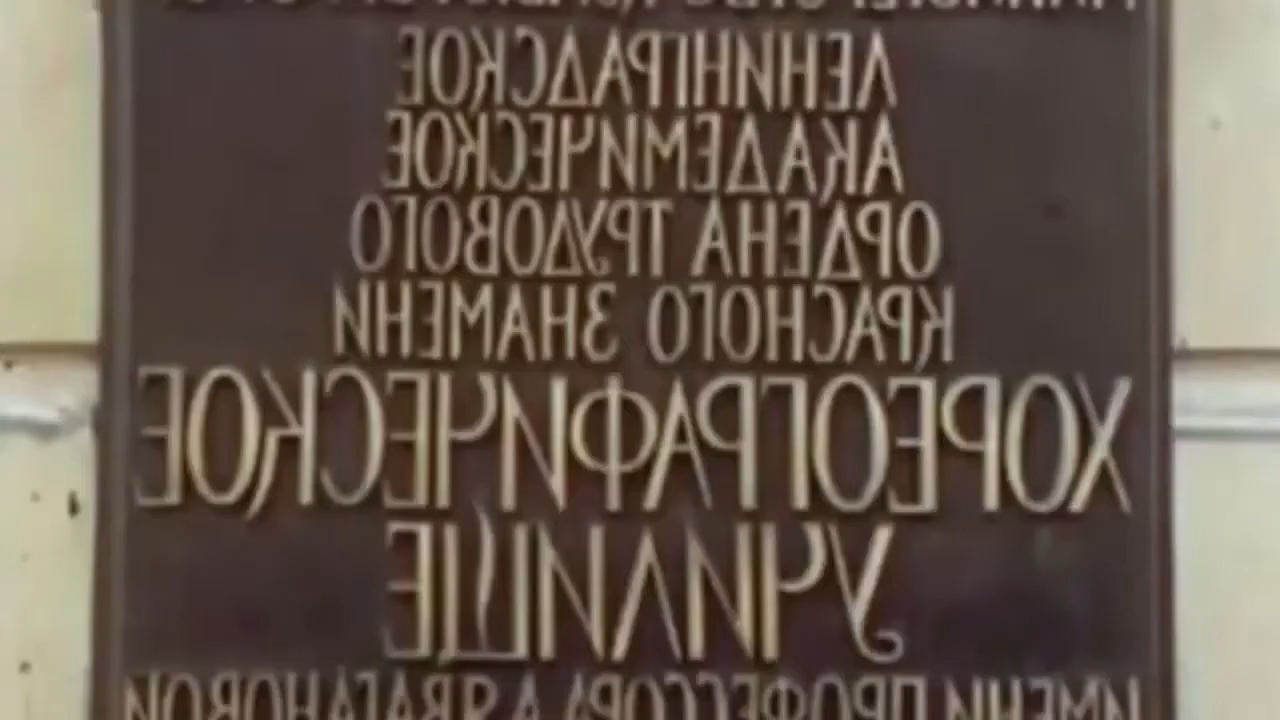 ЛЕНИНГРАДСКОЕ
АКАДЕМИЧЕСКОЕ
ОРДЕНА ТРУДОВОГО
КРАСНОГО ЗНАМЕНИ
ХОРЕОГРАФИЧЕСКОЕ
УЧИЛИЩЕ
ИМЕНИ ПРОФЕССОРА А.Я.ВАГАНОВОЙ